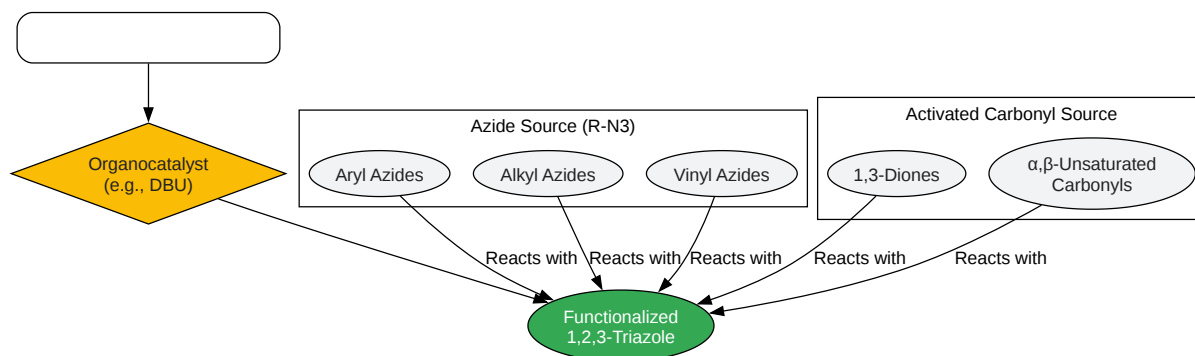 Azide Source (R-N3)
Activated Carbonyl Source
Organocatalyst
(e.g., DBU)
Aryl Azides
Alkyl Azides
Vinyl Azides
1,3-Diones
α,β-Unsaturated
Carbonyls
Reacts with
Reacts with
Reacts with
Reacts with
Reacts with
Functionalized
1,2,3-Triazole